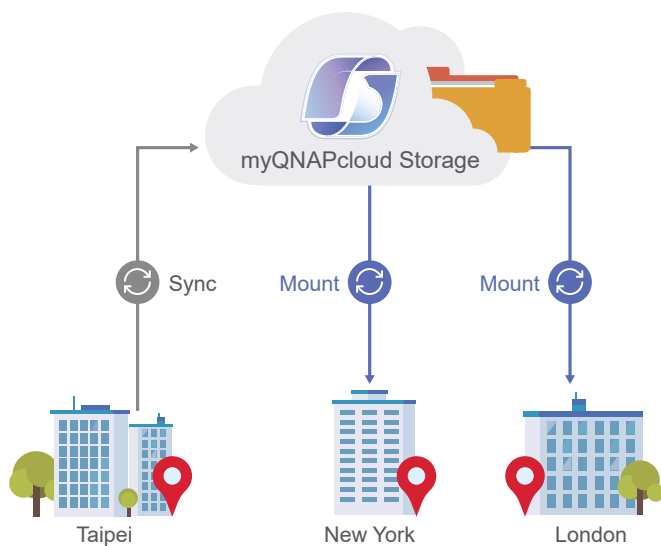 myQNAPcloud Storage
Sync
Mount
Mount
Taipei
New York
London